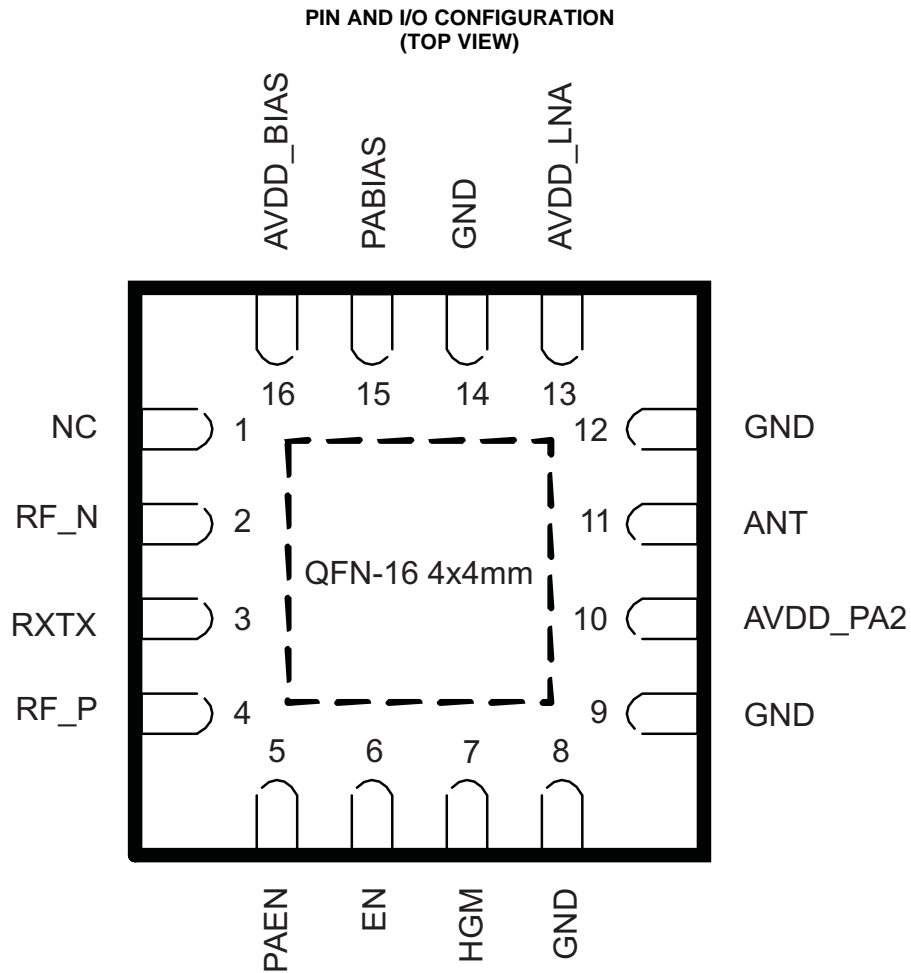 PIN AND I/O CONFIGURATION
(TOP VIEW)
AVDD_BIAS
PABIAS
GND
AVDD_LNA
16
15
14
13
NC
1
12
GND
RF_N
2
11
ANT
QFN-16 4x4mm
RXTX
3
10
AVDD_PA2
RF_P
4
9
GND
5
6
7
8
PAEN
EN
HGM
GND